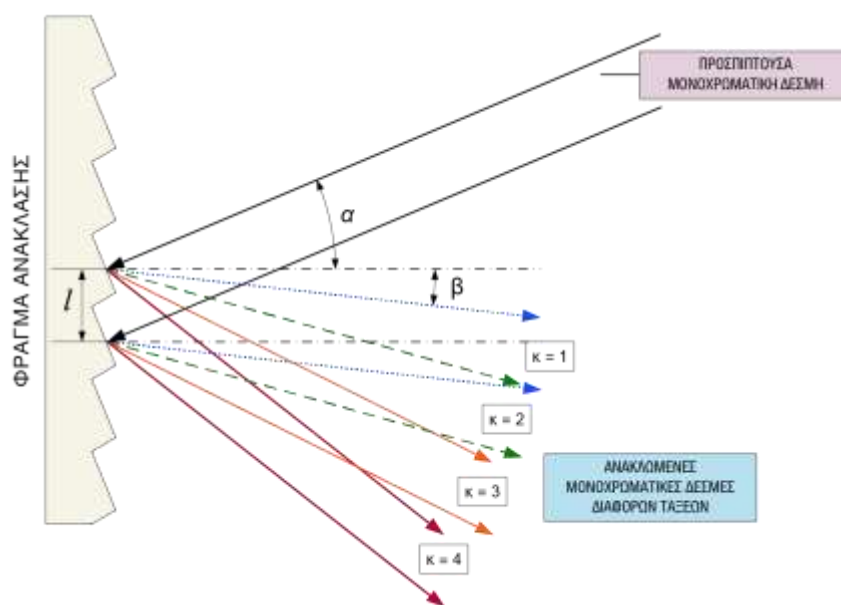 ΠΡΟΣΠΙΠΤΟΥΣΑ
ΜΟΝΟΧΡΩΜΑΤΙΚΗ ΔΕΣΜΗ
ΦΡΑΓΜΑ ΑΝΑΚΛΑΣΗΣ
α
β
l
κ = 1
κ = 2
κ = 3
κ = 4
ΑΝΑΚΛΩΜΕΝΕΣ
ΜΟΝΟΧΡΩΜΑΤΙΚΕΣ ΔΕΣΜΕΣ
ΔΙΑΦΟΡΩΝ ΤΑΞΕΩΝ